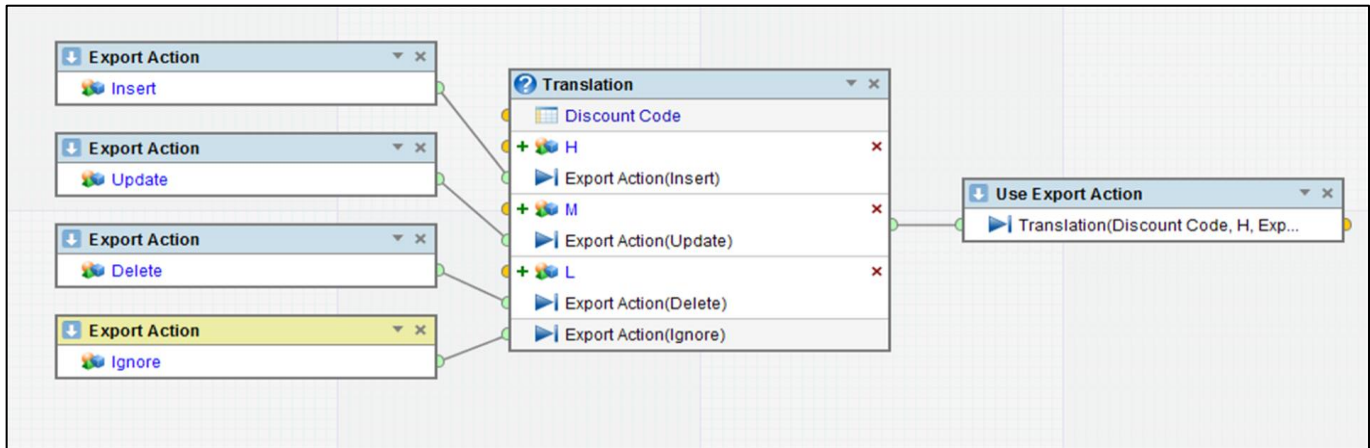 Export Action
Insert
Export Action
Update
Export Action
Delete
Export Action
Ignore
Translation
Discount Code
H
Export Action(Insert)
M
Export Action(Update)
L
Export Action(Delete)
Export Action(Ignore)
Use Export Action
Translation(Discount Code, H, Exp...